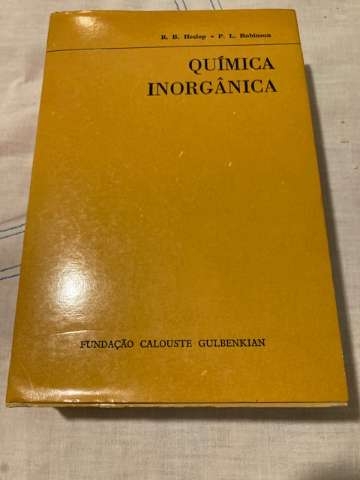 R. B. Heslop • P. L. Robinson
QUÍMICA
INORGÂNICA
FUNDAÇÃO CALOUSTE GULBENKIAN